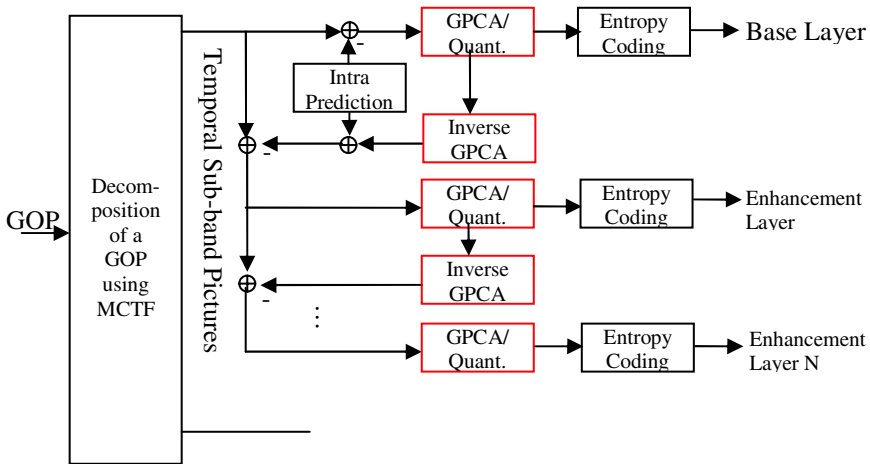 GOP
Decom-
position
of a
GOP
using
MCTF
Temporal Sub-band Pictures
-
Intra
Prediction
GPCA/
Quant.
Entropy
Coding
Base Layer
-
Inverse
GPCA
GPCA/
Quant.
Entropy
Coding
Enhancement
Layer
-
Inverse
GPCA
...
GPCA/
Quant.
Entropy
Coding
Enhancement
Layer N